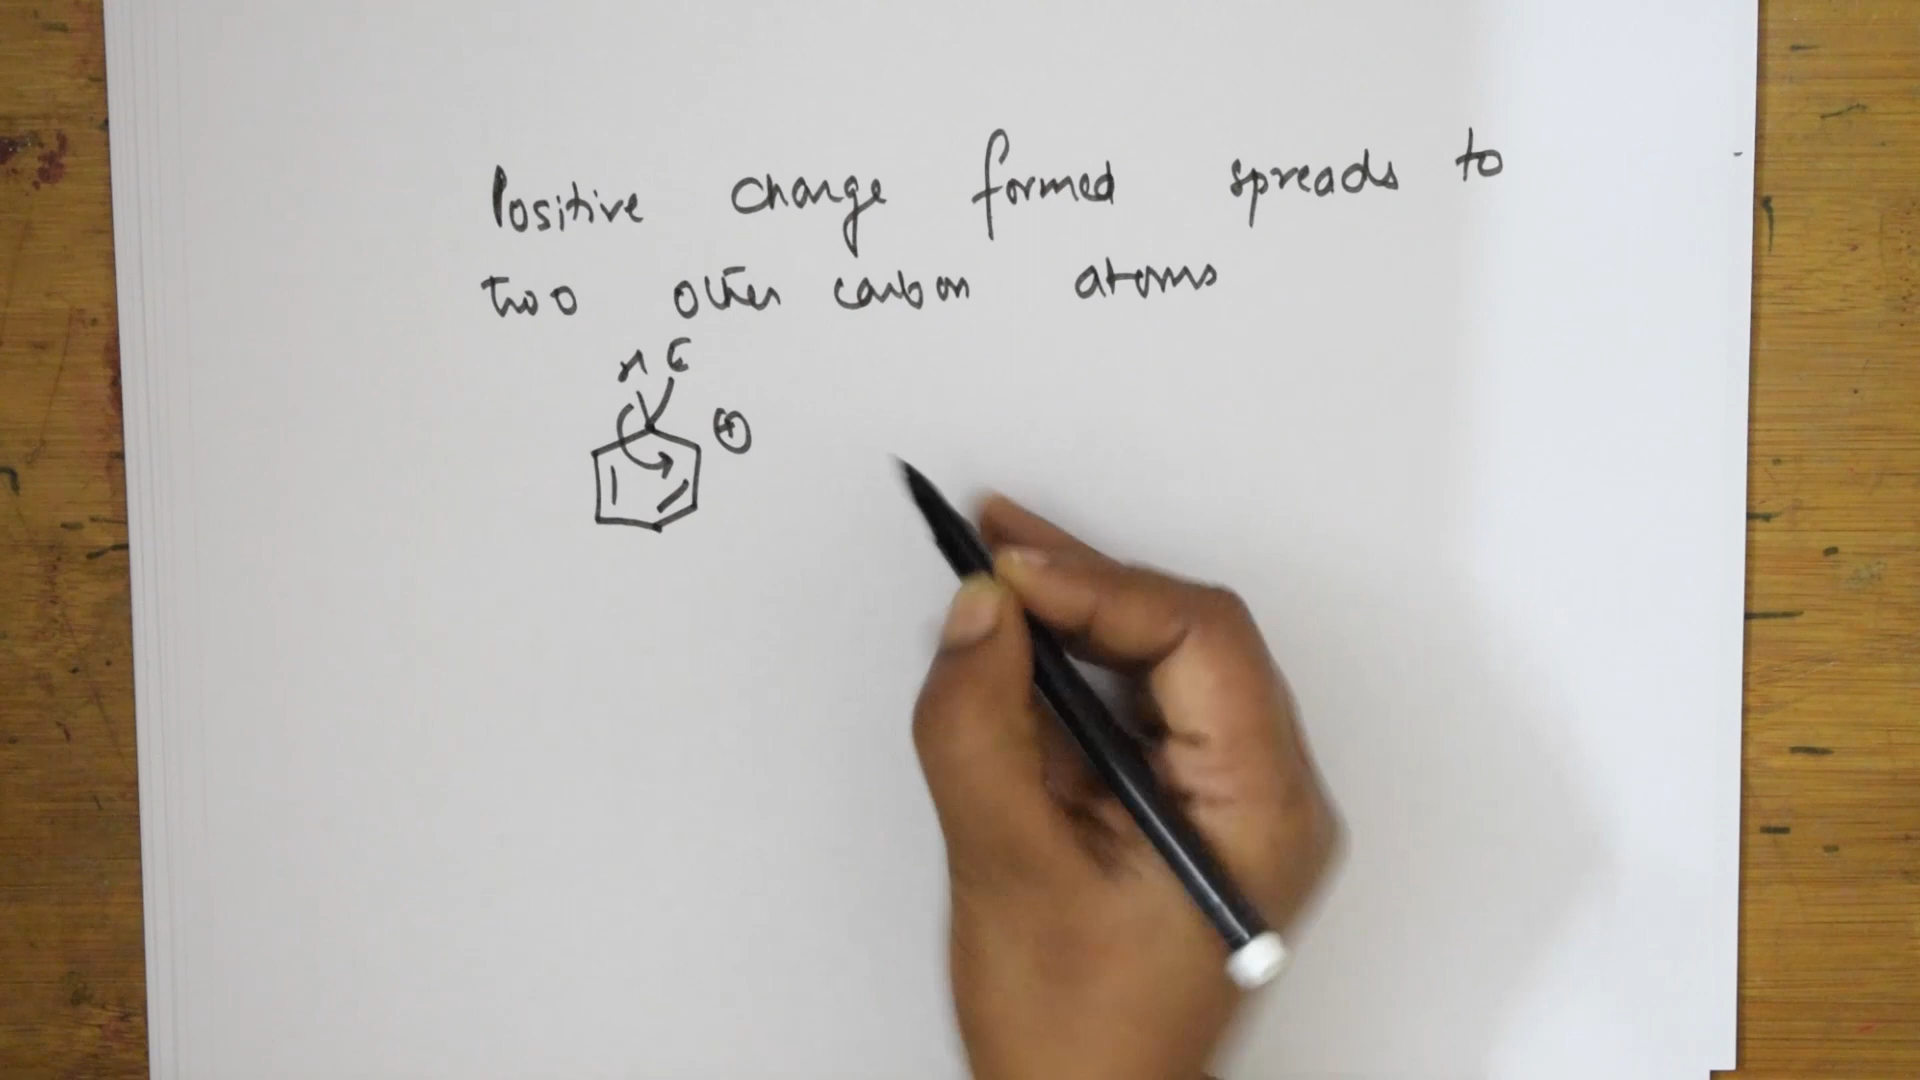 Positive charge formed spreads to
two other carbon atoms
H E
⊕